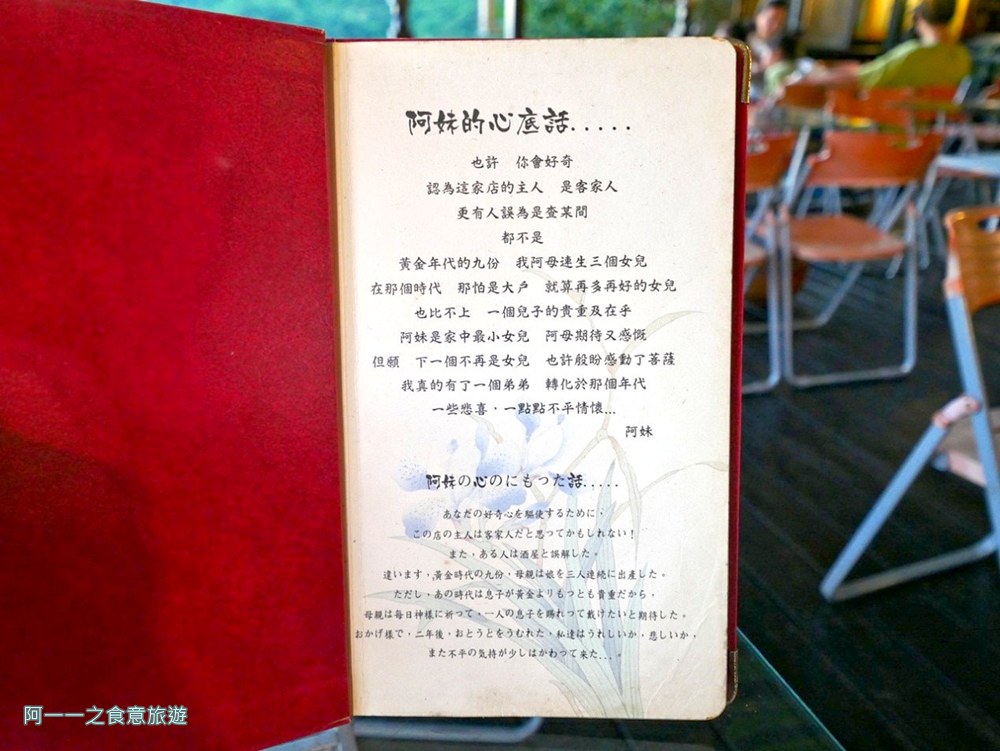 阿妹的心底話.....
也許　你會好奇
認為這家店的主人　是客家人
更有人誤為是查某間
都不是
黃金年代的九份　我阿母連生三個女兒
在那個時代　那怕是大戶　就算再多再好的女兒
也比不上　一個兒子的貴重及在乎
阿妹是家中最小女兒　阿母期待又感慨
但願　下一個不再是女兒　也許殷盼感動了菩薩
我真的有了一個弟弟　轉化於那個年代
一些悲喜，一點點不平情懷...
阿妹
阿妹の心のにもつた話.....
あなだの好奇心を驅使するために，
この店の主人は客家人だと思つてかもしれない！
また，ある人は酒屋と誤解した。
違います，黃金時代の九份，母親は娘を三人連続に出產した。
ただし，あの時代は息子が黃金よりもつとも貴重だから，
母親は每日神樣に祈つて，一人の息子を賜れつて戴けたいと期待した。
おかげ樣で，二年後，おとうとをうむれた，私達はうれしいか，悲しいか，
また不平の気持が少しはかわつて来た...。
阿一一之食意旅遊